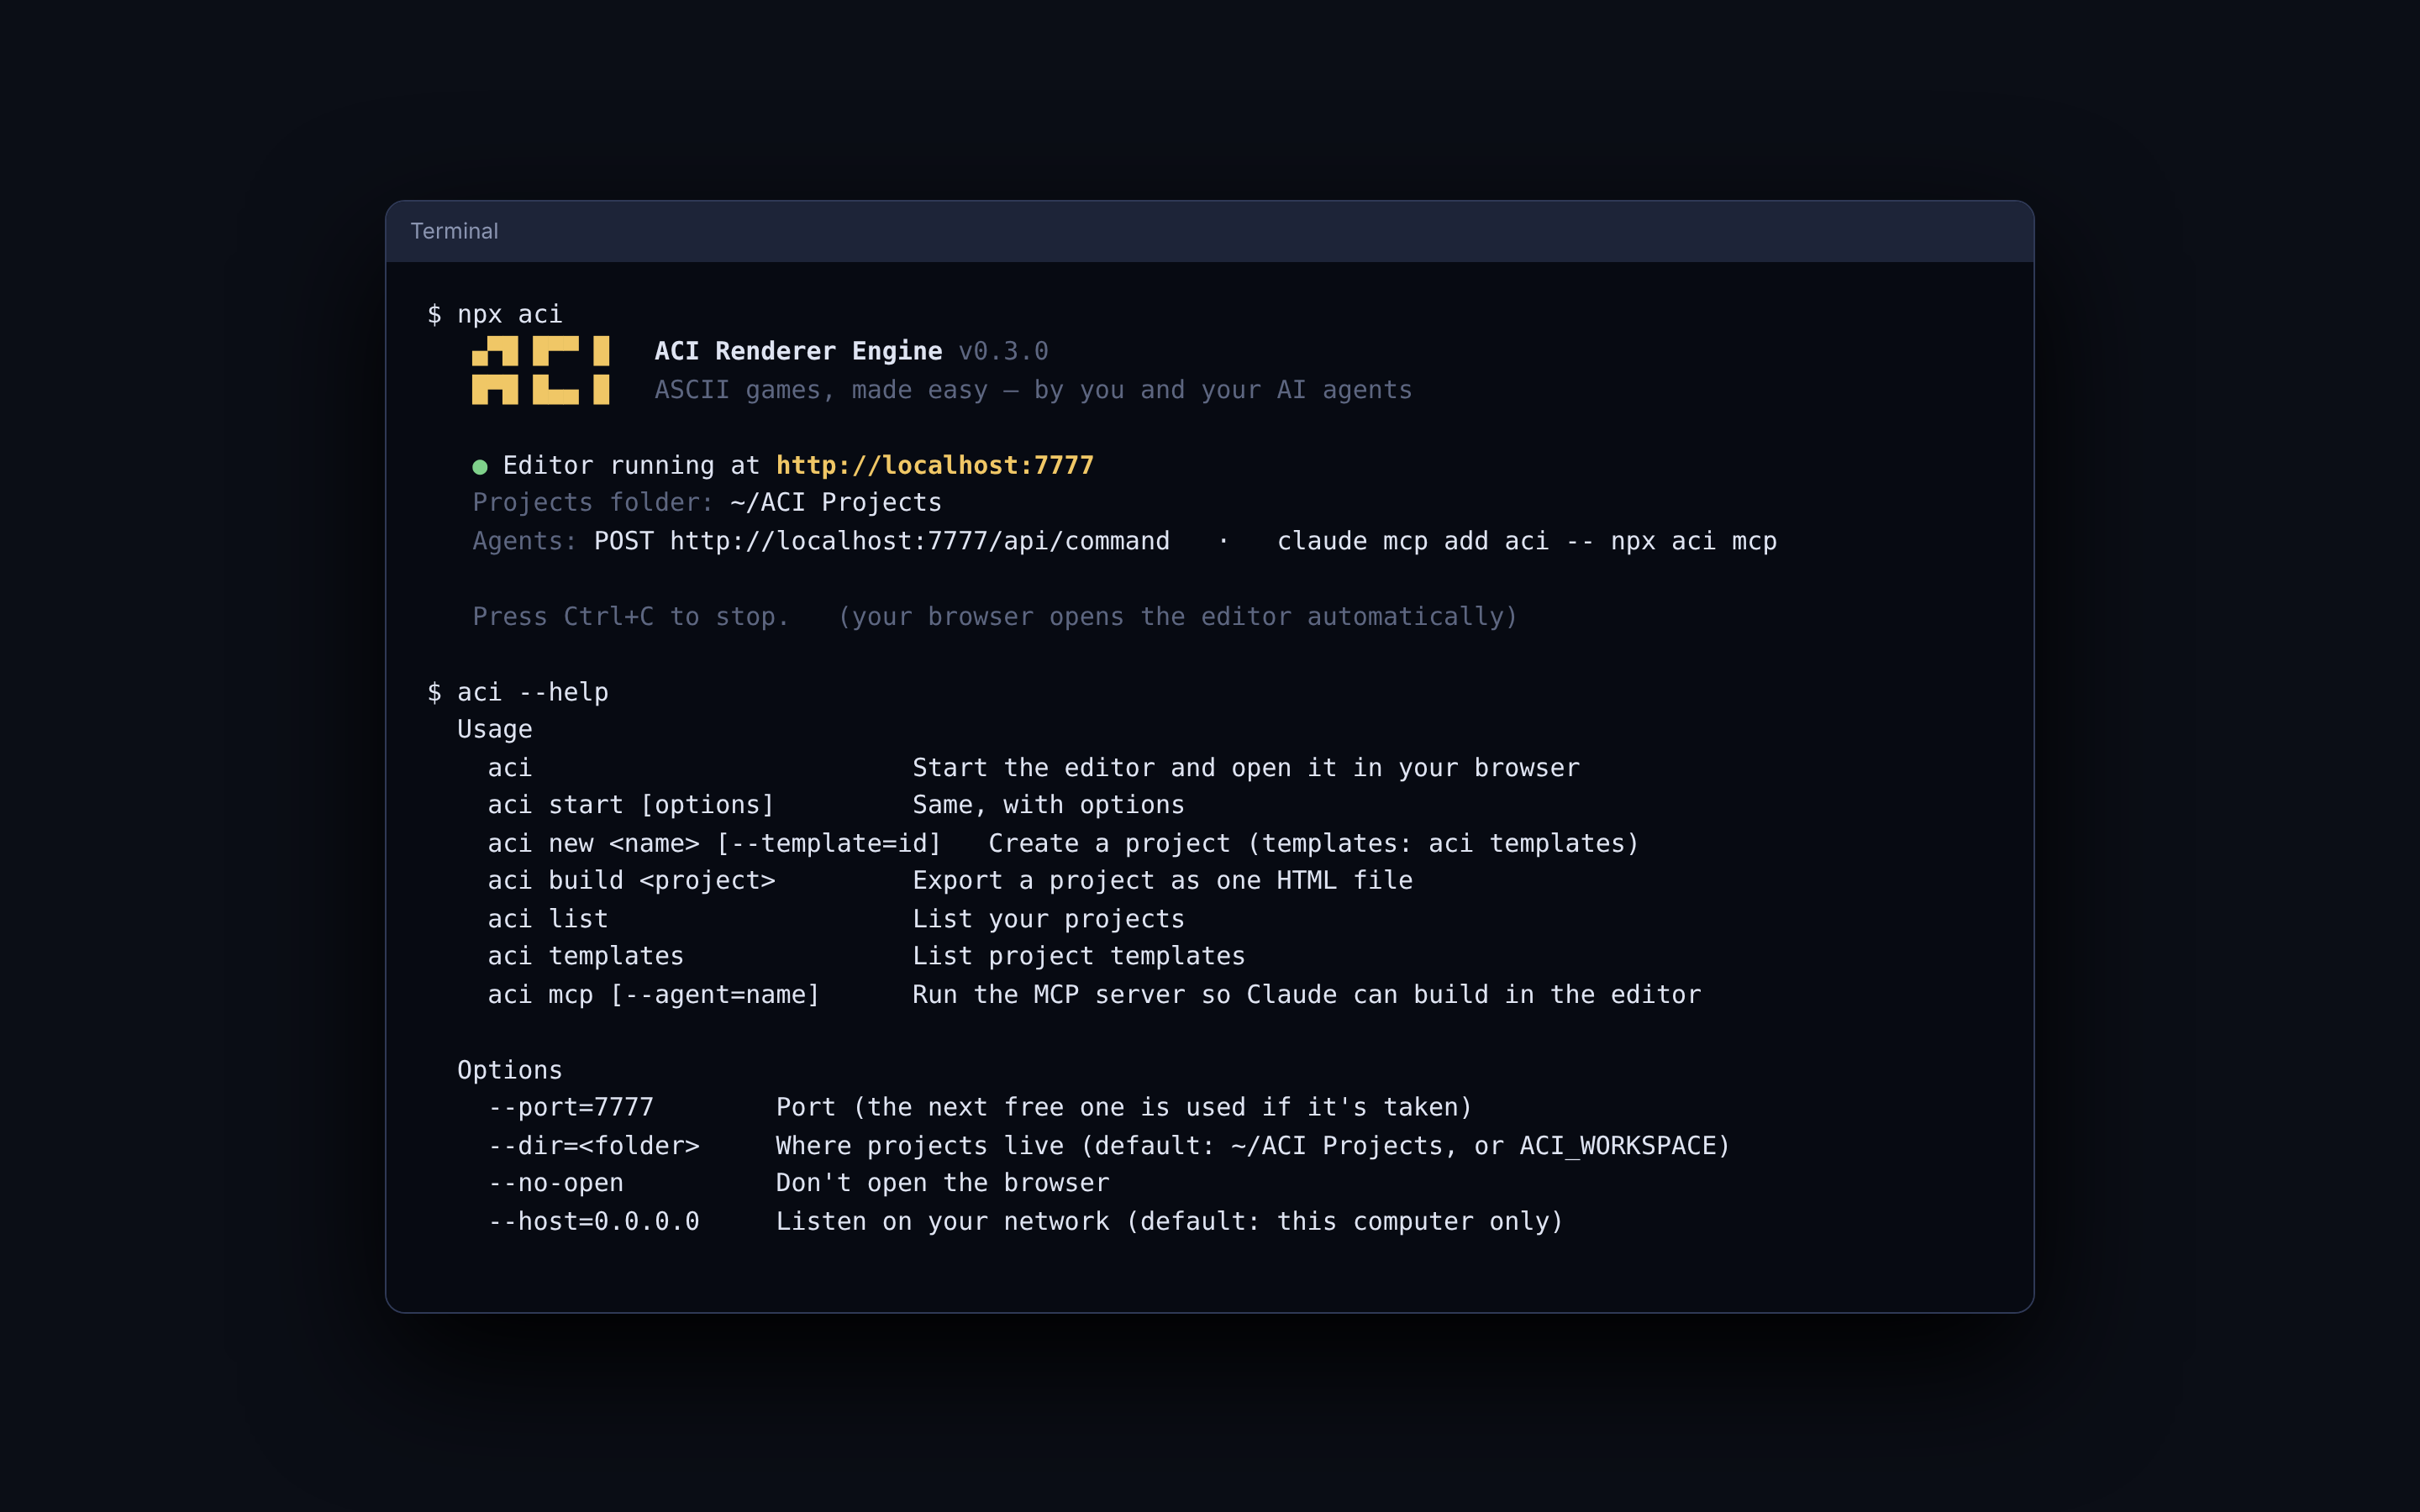 Terminal
$ npx aci
ACI
ACI Renderer Engine v0.3.0
ASCII games, made easy — by you and your AI agents
● Editor running at http://localhost:7777
Projects folder: ~/ACI Projects
Agents: POST http://localhost:7777/api/command   ·   claude mcp add aci -- npx aci mcp
Press Ctrl+C to stop.   (your browser opens the editor automatically)
$ aci --help
Usage
aci                         Start the editor and open it in your browser
aci start [options]         Same, with options
aci new <name> [--template=id]   Create a project (templates: aci templates)
aci build <project>         Export a project as one HTML file
aci list                    List your projects
aci templates               List project templates
aci mcp [--agent=name]      Run the MCP server so Claude can build in the editor
Options
--port=7777        Port (the next free one is used if it's taken)
--dir=<folder>     Where projects live (default: ~/ACI Projects, or ACI_WORKSPACE)
--no-open          Don't open the browser
--host=0.0.0.0     Listen on your network (default: this computer only)